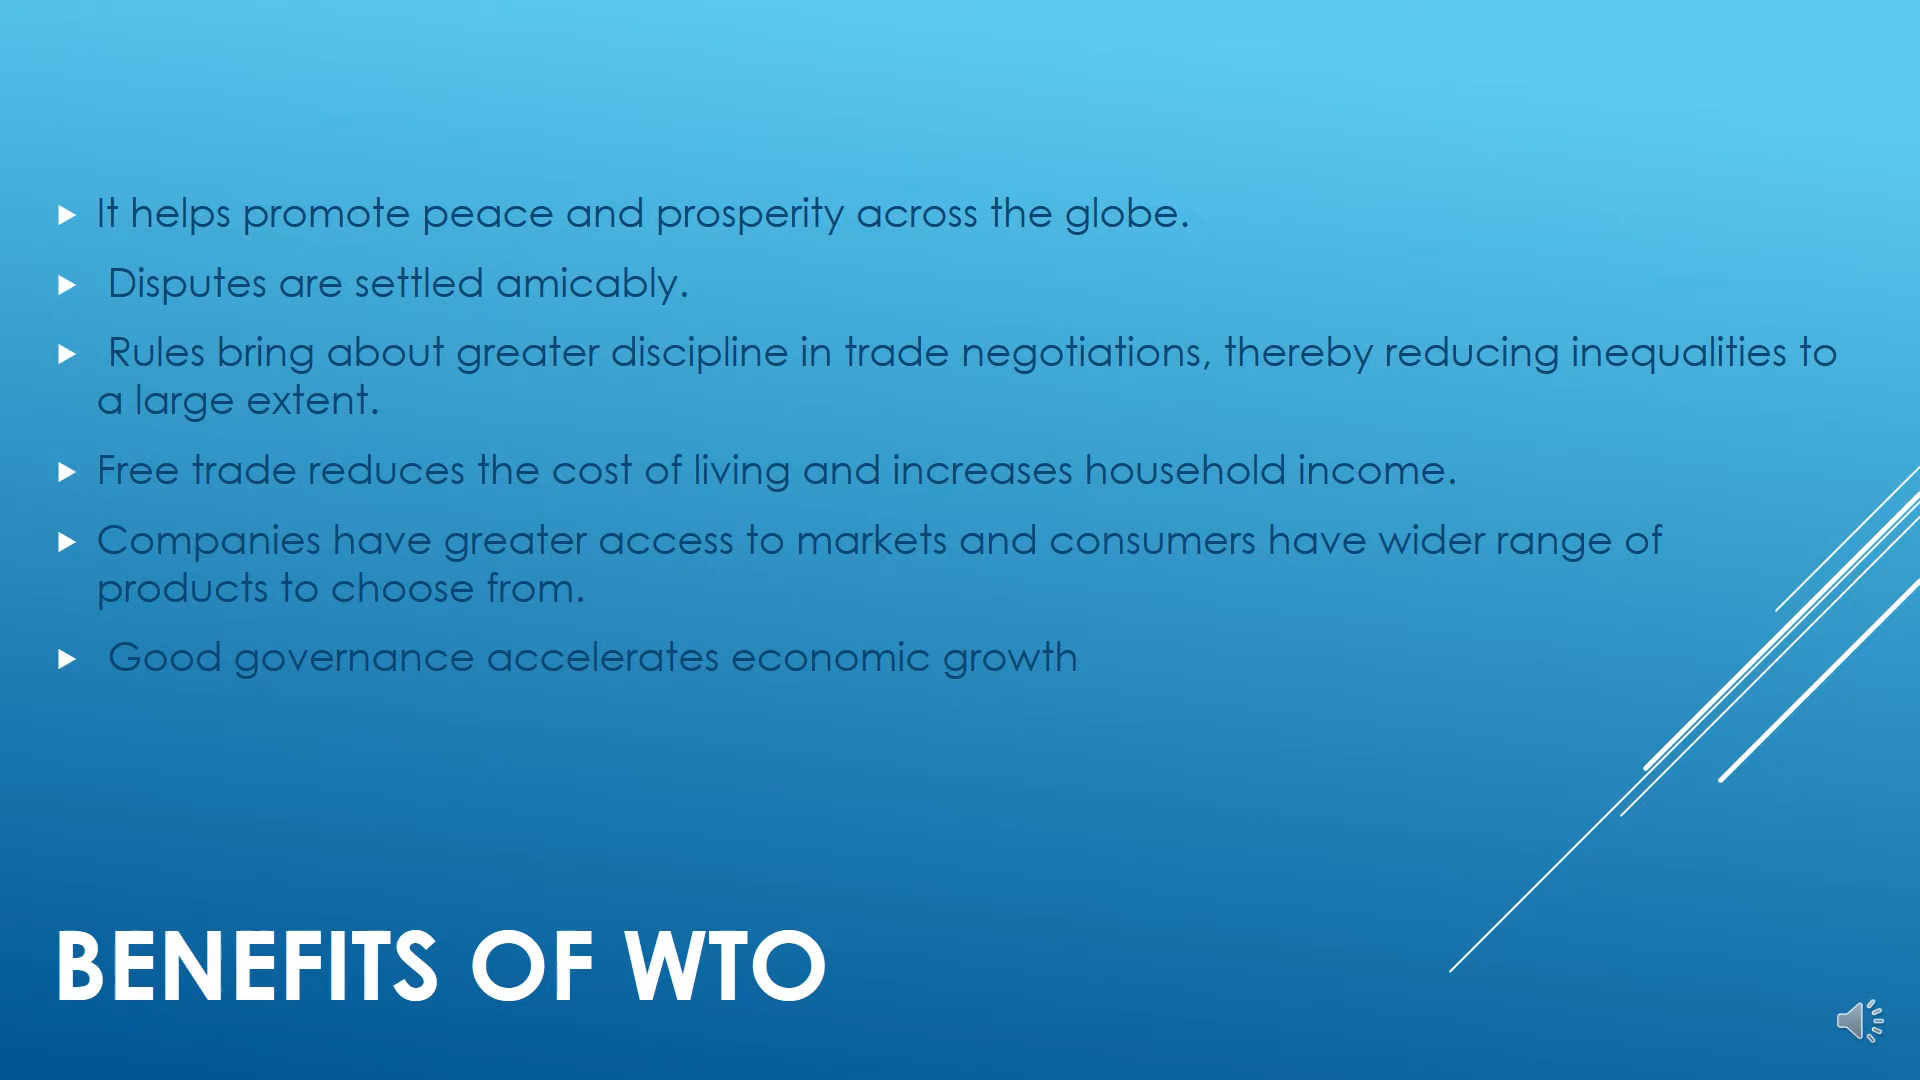 It helps promote peace and prosperity across the globe.
Disputes are settled amicably.
Rules bring about greater discipline in trade negotiations, thereby reducing inequalities to
a large extent.
Free trade reduces the cost of living and increases household income.
Companies have greater access to markets and consumers have wider range of
products to choose from.
Good governance accelerates economic growth
BENEFITS OF WTO